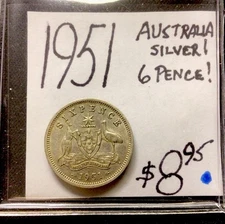 1951
AUSTRALIA
SILVER!
6 PENCE!
SIXPENCE
$8.95